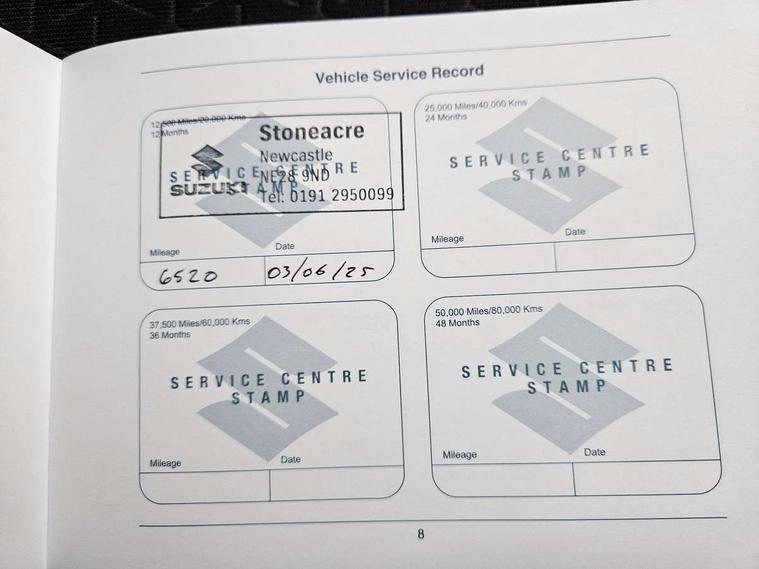 Vehicle Service Record
12,500 Miles/20,000 Kms
12 Months
SERVICE CENTRE
STAMP
Stoneacre
Newcastle
NE28 9ND
Tel: 0191 2950099
SUZUKI
Mileage
Date
6520
03/06/25
25,000 Miles/40,000 Kms
24 Months
SERVICE CENTRE
STAMP
Mileage
Date
37,500 Miles/60,000 Kms
36 Months
SERVICE CENTRE
STAMP
Mileage
Date
50,000 Miles/80,000 Kms
48 Months
SERVICE CENTRE
STAMP
Mileage
Date
8